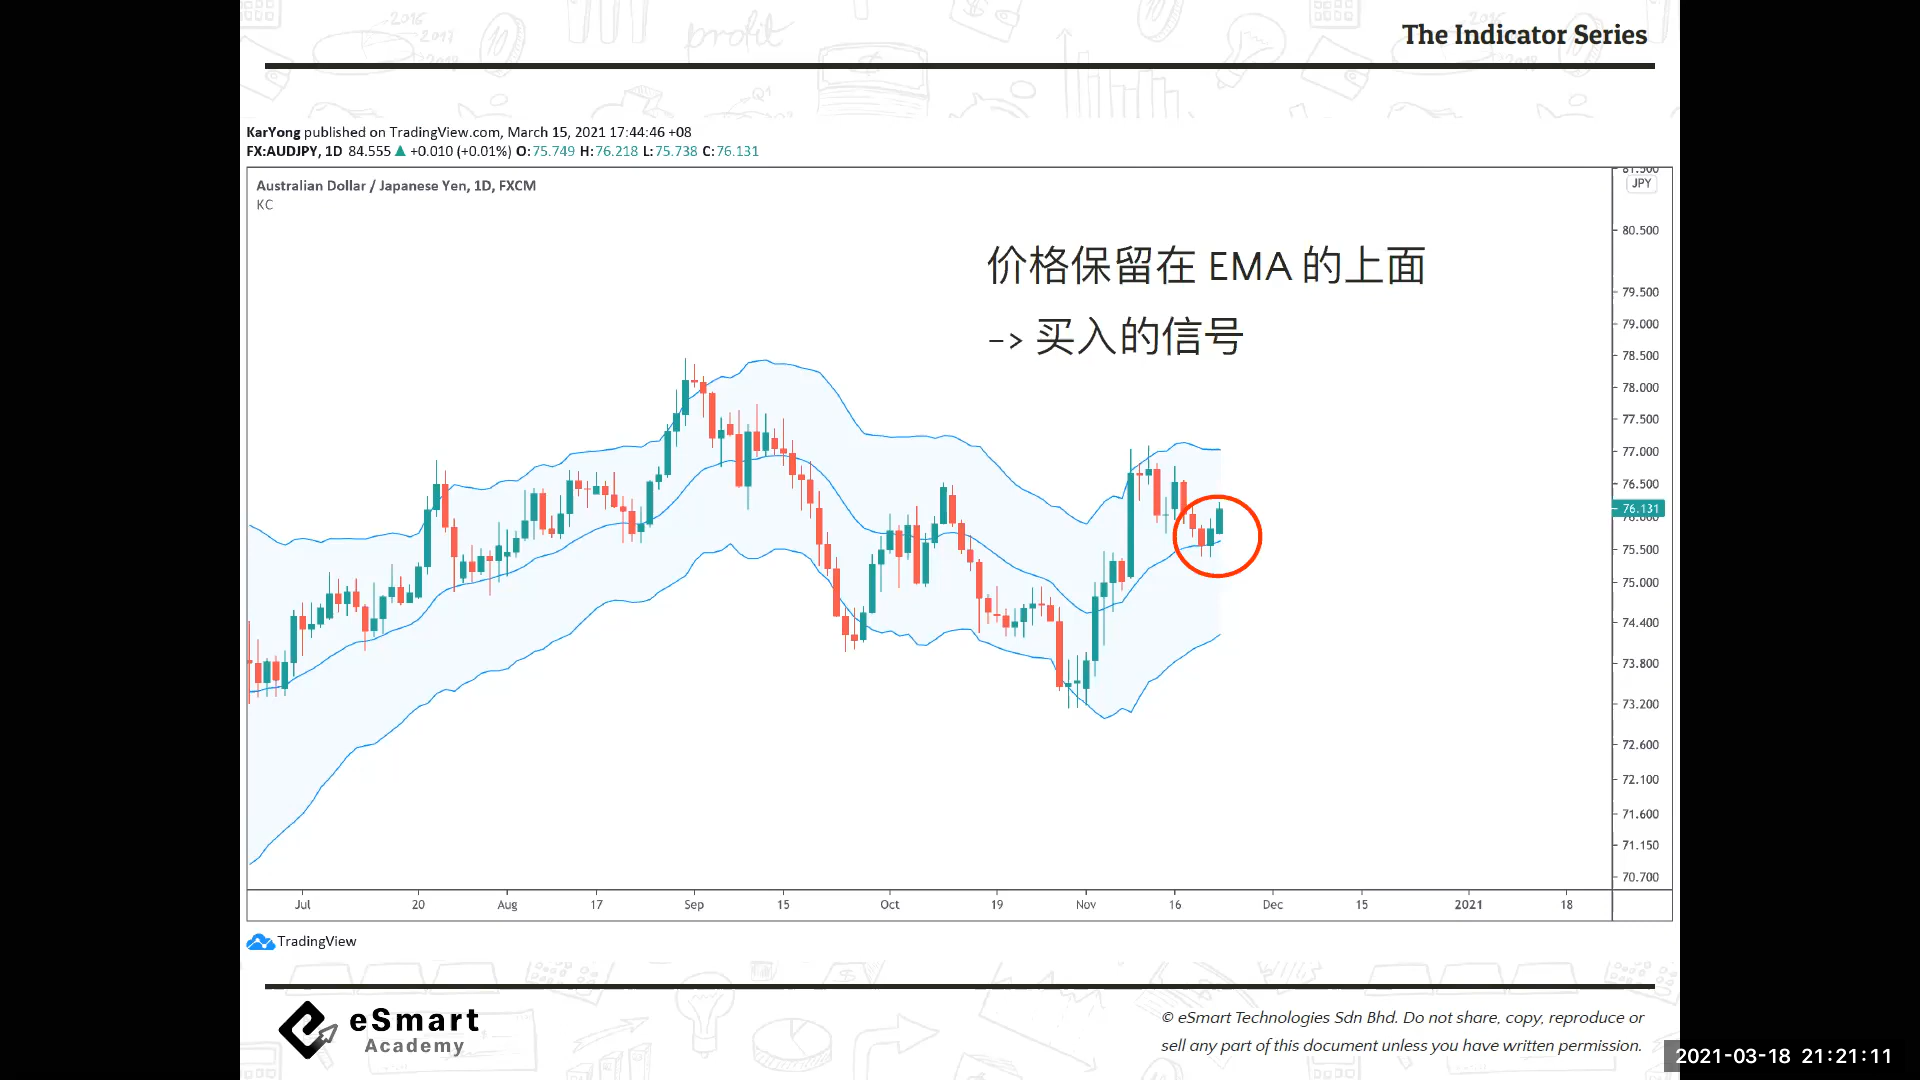 The Indicator Series
KarYong published on TradingView.com, March 15, 2021 17:44:46 +08
FX:AUDJPY, 1D 84.555 ▲ +0.010 (+0.01%) O:75.749 H:76.218 L:75.738 C:76.131
Australian Dollar / Japanese Yen, 1D, FXCM
KC
价格保留在 EMA 的上面
-> 买入的信号
81.500
JPY
80.500
79.500
79.000
78.500
78.000
77.500
77.000
76.500
76.131
76.000
75.500
75.000
74.400
73.800
73.200
72.600
72.100
71.600
71.150
70.700
Jul 20 Aug 17 Sep 15 Oct 19 Nov 16 Dec 15 2021 18
TradingView
eSmart
Academy
© eSmart Technologies Sdn Bhd. Do not share, copy, reproduce or
sell any part of this document unless you have written permission.
2021-03-18 21:21:11